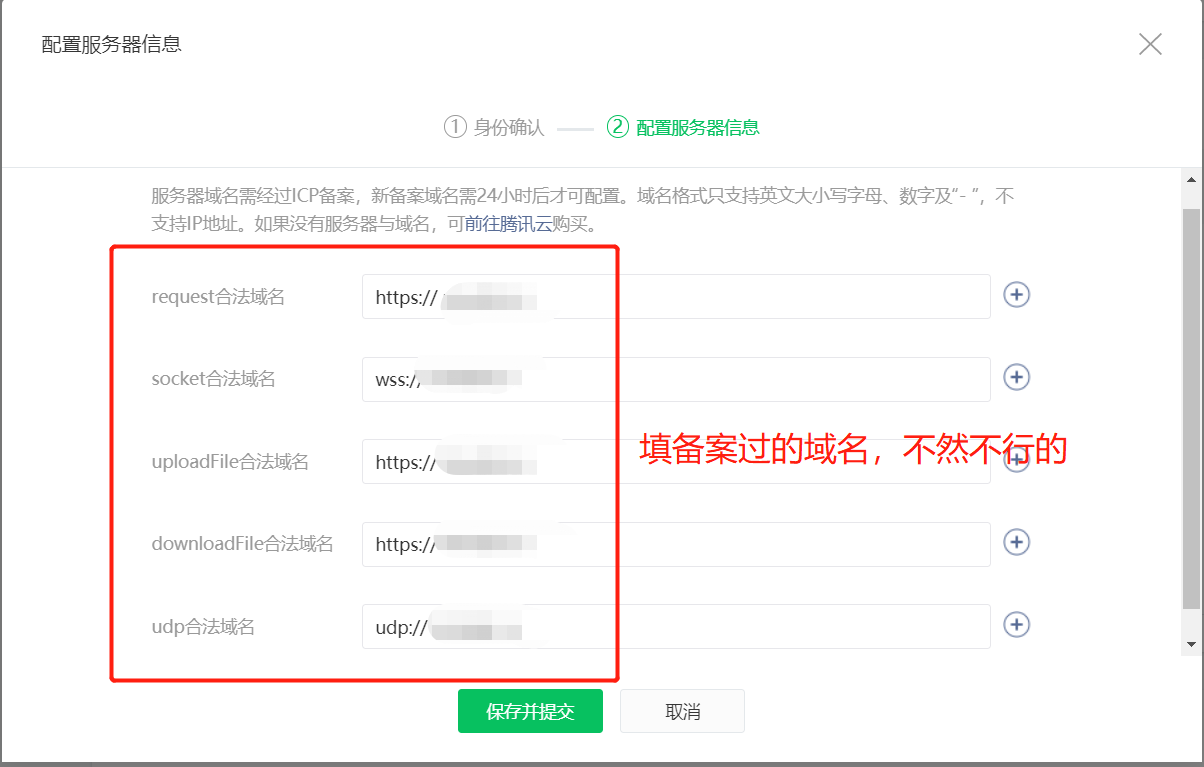 配置服务器信息
① 身份确认 ② 配置服务器信息
服务器域名需经过ICP备案，新备案域名需24小时后才可配置。域名格式只支持英文大小写字母、数字及“- ”，不
支持IP地址。如果没有服务器与域名，可前往腾讯云购买。
request合法域名 https://
socket合法域名 wss://
填备案过的域名，不然不行的
uploadFile合法域名 https://
downloadFile合法域名 https://
udp合法域名 udp://
保存并提交 取消